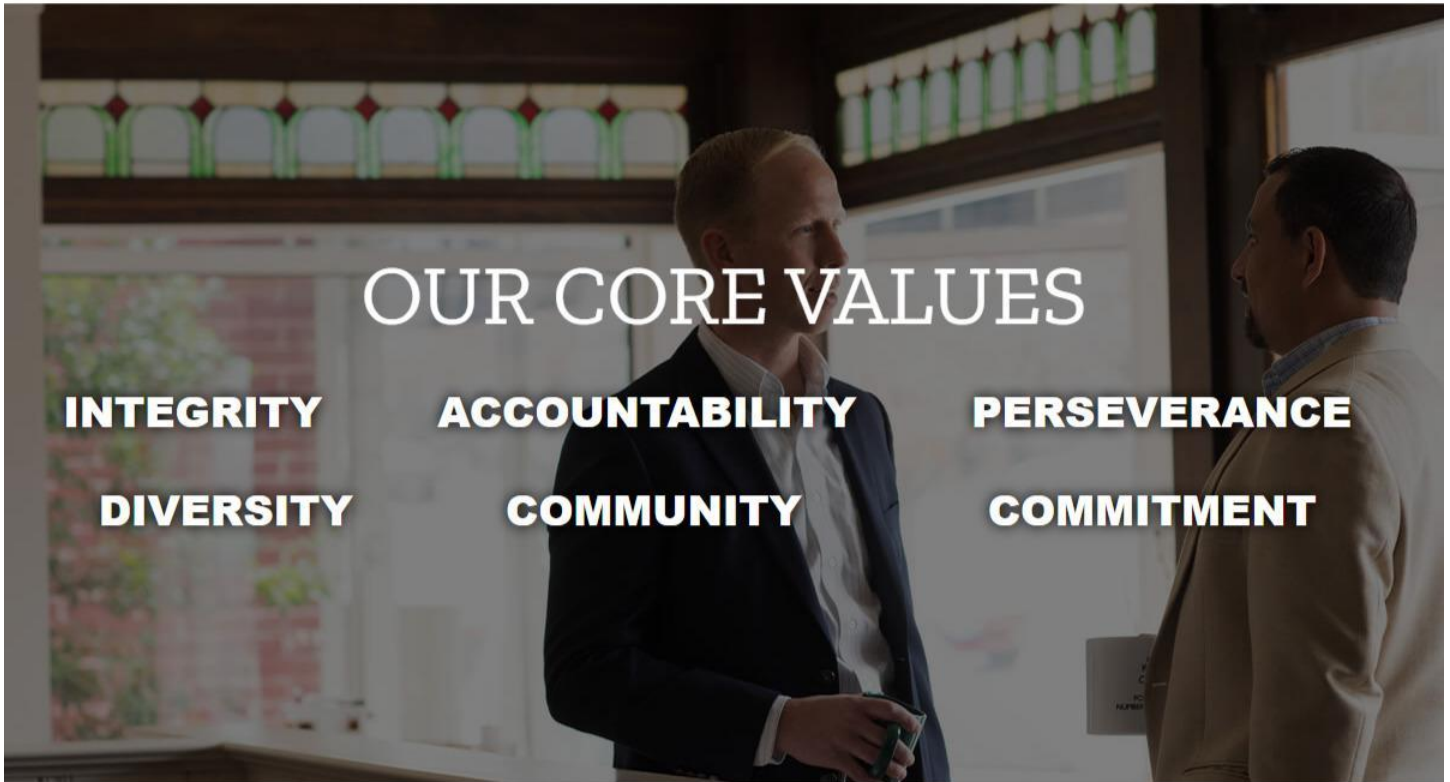 OUR CORE VALUES
INTEGRITY ACCOUNTABILITY PERSEVERANCE
DIVERSITY COMMUNITY COMMITMENT